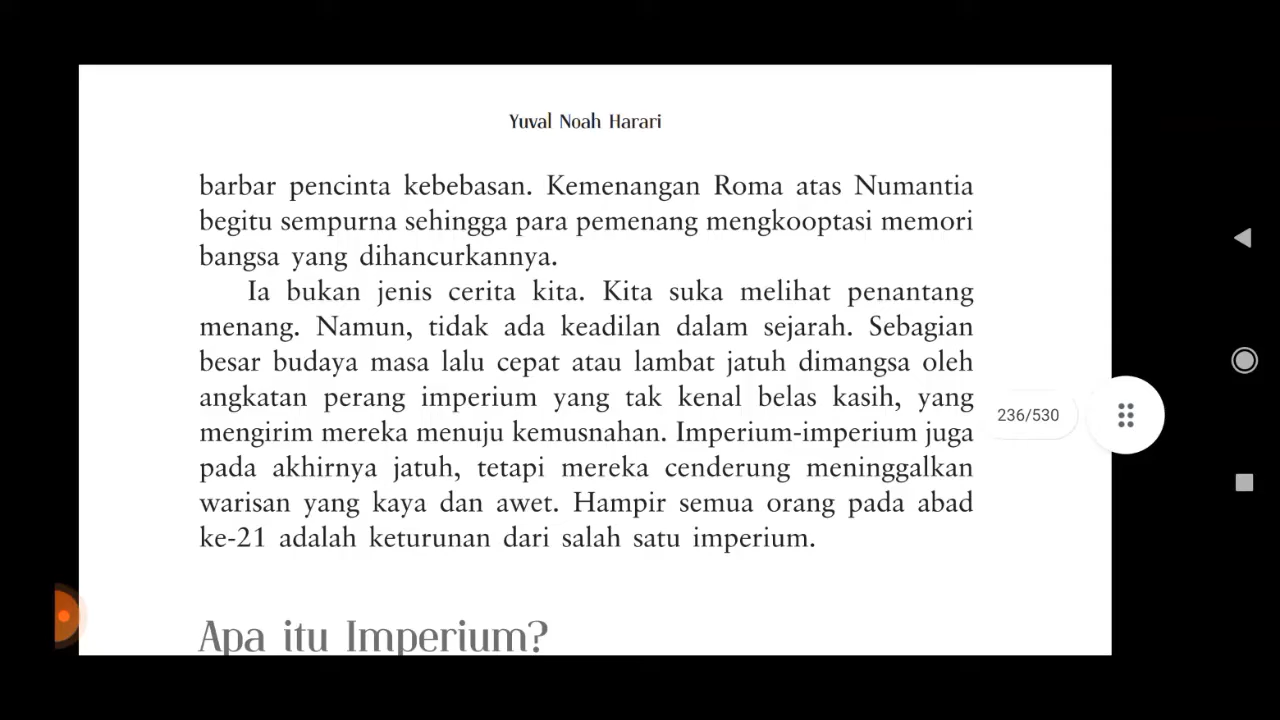 Yuval Noah Harari
barbar pencinta kebebasan. Kemenangan Roma atas Numantia
begitu sempurna sehingga para pemenang mengkooptasi memori
bangsa yang dihancurkannya.
Ia bukan jenis cerita kita. Kita suka melihat penantang
menang. Namun, tidak ada keadilan dalam sejarah. Sebagian
besar budaya masa lalu cepat atau lambat jatuh dimangsa oleh
angkatan perang imperium yang tak kenal belas kasih, yang
mengirim mereka menuju kemusnahan. Imperium-imperium juga
pada akhirnya jatuh, tetapi mereka cenderung meninggalkan
warisan yang kaya dan awet. Hampir semua orang pada abad
ke-21 adalah keturunan dari salah satu imperium.
236/530
Apa itu Imperium?